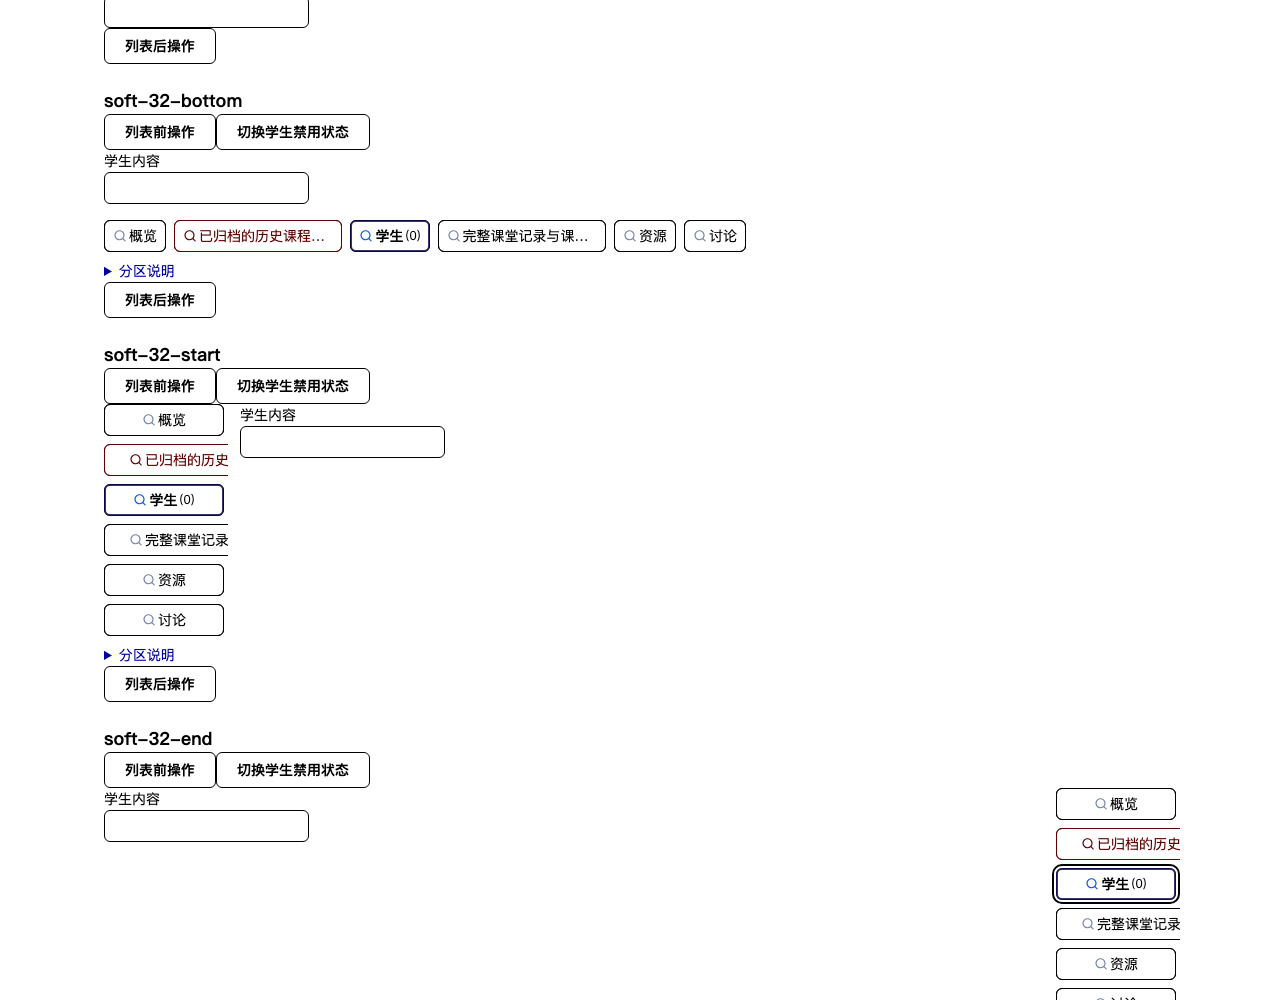 列表后操作
soft-32-bottom
列表前操作 切换学生禁用状态
学生内容
概览 已归档的历史课程... 学生 (0) 完整课堂记录与课... 资源 讨论
分区说明
列表后操作
soft-32-start
列表前操作 切换学生禁用状态
概览
学生内容
已归档的历史
学生 (0)
完整课堂记录
资源
讨论
分区说明
列表后操作
soft-32-end
列表前操作 切换学生禁用状态
学生内容
概览
已归档的历史
学生 (0)
完整课堂记录
资源